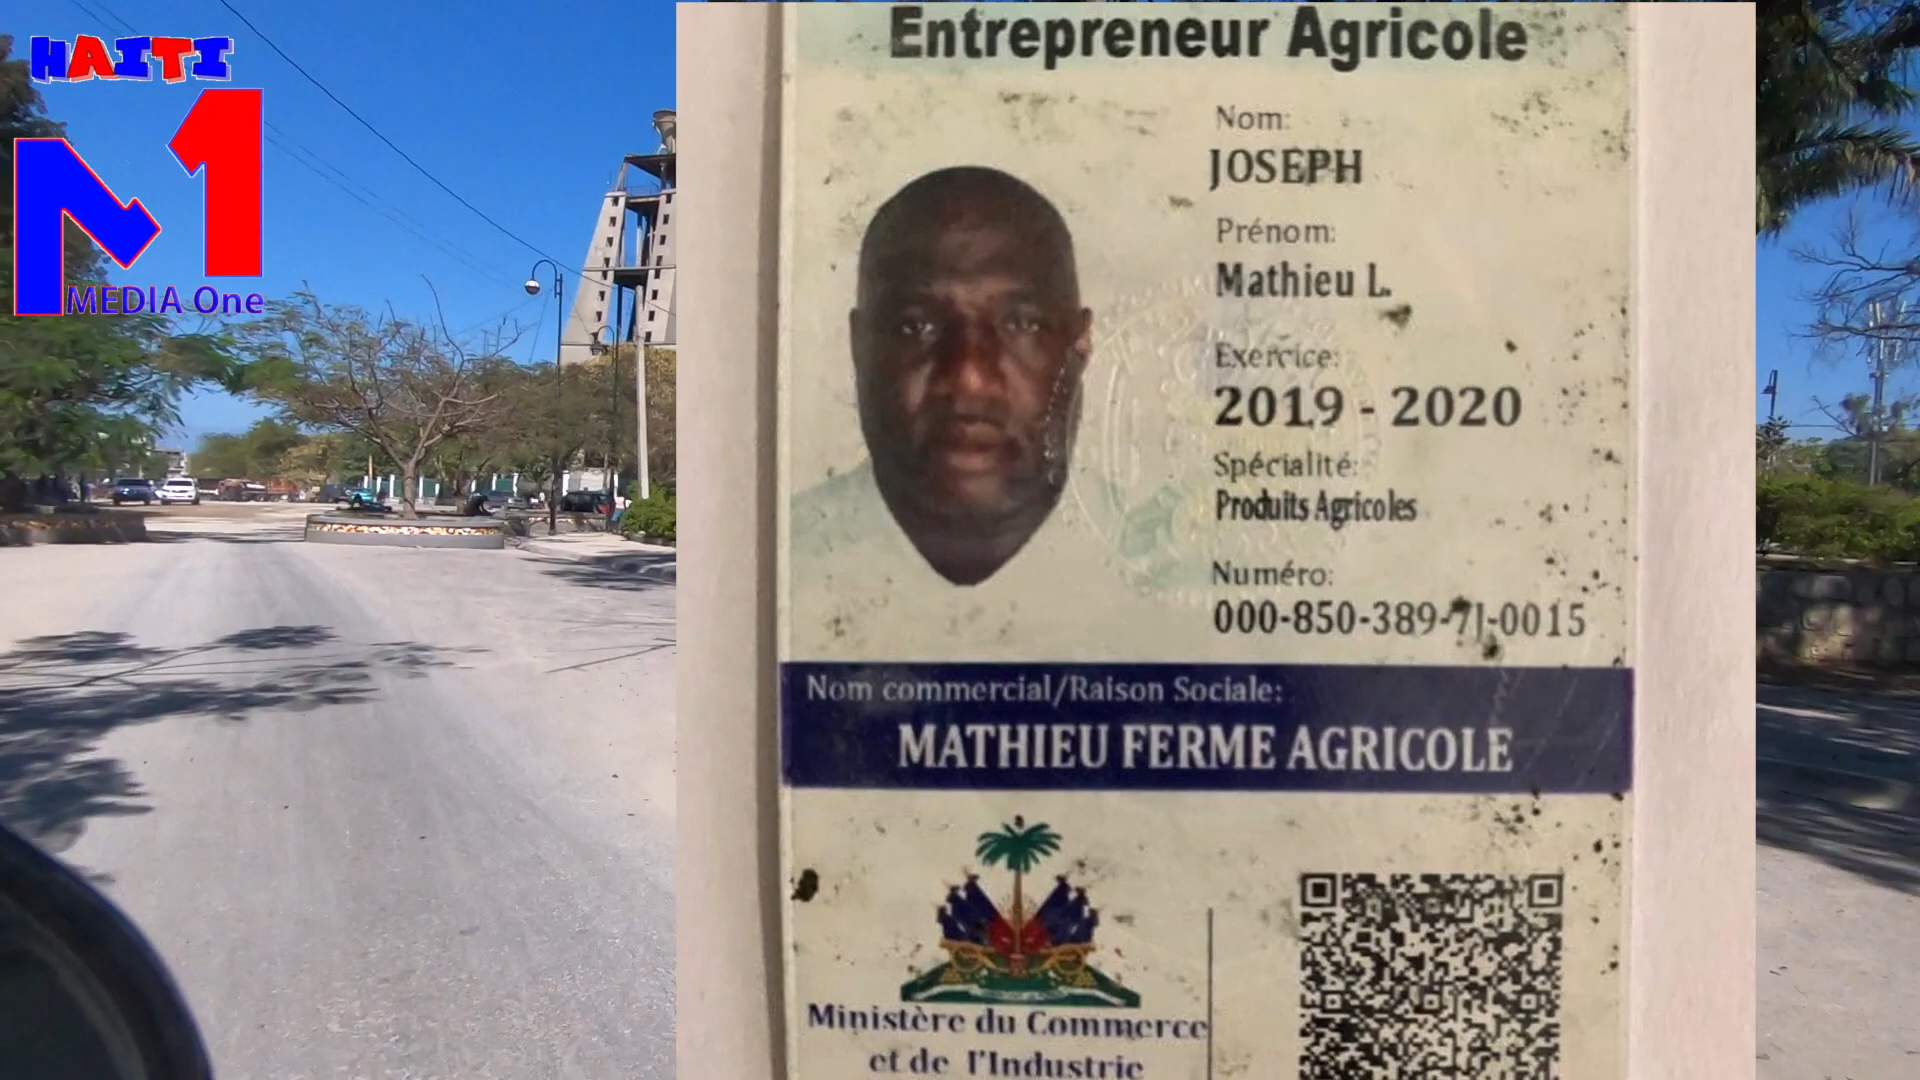 HAITI
M1
MEDIA One
Entrepreneur Agricole
Nom:
JOSEPH
Prénom:
Mathieu L.
Exercice:
2019 - 2020
Spécialité:
Produits Agricoles
Numéro:
000-850-389-7J-0015
Nom commercial/Raison Sociale:
MATHIEU FERME AGRICOLE
Ministère du Commerce
et de l'Industrie